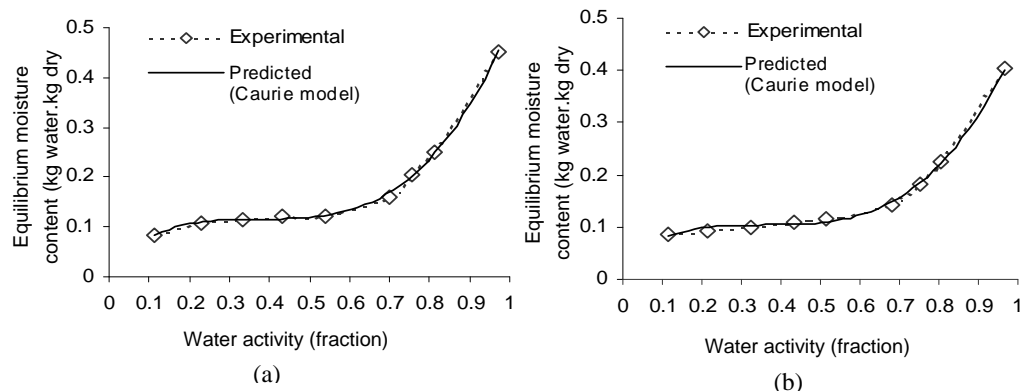 Equilibrium moisture
content (kg water.kg dry
0.5
0.4
0.3
0.2
0.1
0
Experimental
Predicted
(Caurie model)
0 0.1 0.2 0.3 0.4 0.5 0.6 0.7 0.8 0.9 1
Water activity (fraction)
(a)
Equilibrium moisture
content (kg water.kg dry
0.5
0.4
0.3
0.2
0.1
0
Experimental
Predicted
(Caurie model)
0 0.1 0.2 0.3 0.4 0.5 0.6 0.7 0.8 0.9 1
Water activity (fraction)
(b)